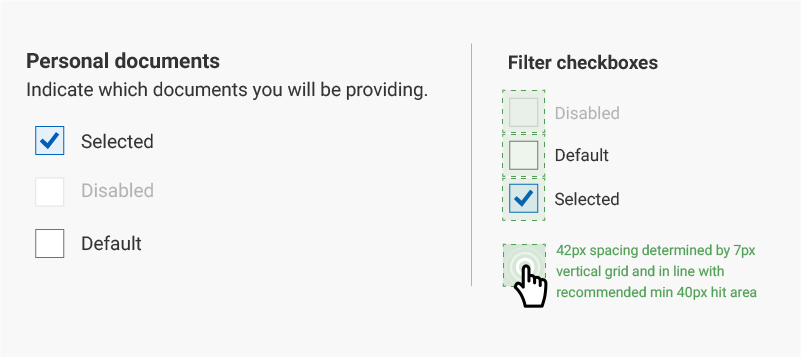 Personal documents
Indicate which documents you will be providing.
Selected
Disabled
Default
Filter checkboxes
Disabled
Default
Selected
42px spacing determined by 7px
vertical grid and in line with
recommended min 40px hit area